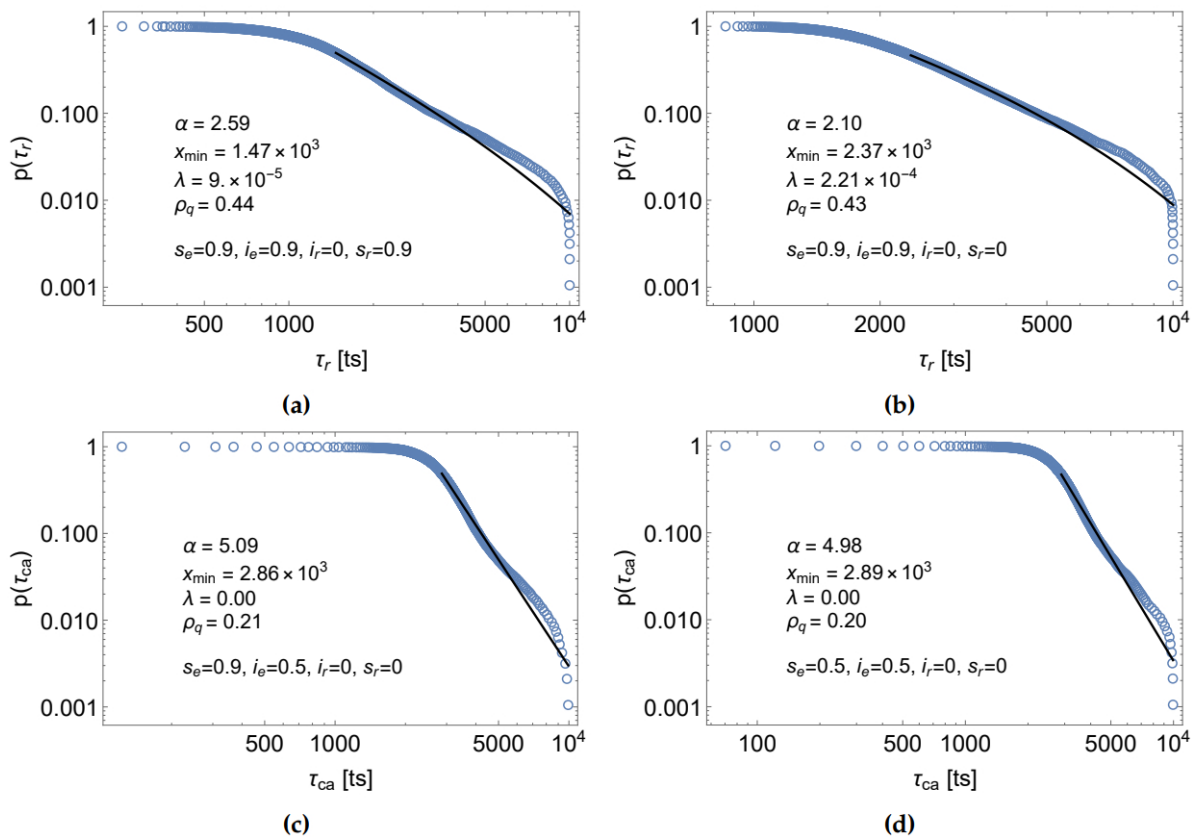 1
0.100
0.010
0.001
p(τr)
α = 2.59
xmin = 1.47 × 10³
λ = 9. × 10⁻⁵
ρq = 0.44
se=0.9, ie=0.9, ir=0, sr=0.9
500 1000 5000 10⁴
τr [ts]
(a)
1
0.100
0.010
0.001
p(τr)
α = 2.10
xmin = 2.37 × 10³
λ = 2.21 × 10⁻⁴
ρq = 0.43
se=0.9, ie=0.9, ir=0, sr=0
1000 2000 5000 10⁴
τr [ts]
(b)
1
0.100
0.010
0.001
p(τca)
α = 5.09
xmin = 2.86 × 10³
λ = 0.00
ρq = 0.21
se=0.9, ie=0.5, ir=0, sr=0
500 1000 5000 10⁴
τca [ts]
(c)
1
0.100
0.010
0.001
p(τca)
α = 4.98
xmin = 2.89 × 10³
λ = 0.00
ρq = 0.20
se=0.5, ie=0.5, ir=0, sr=0
100 500 1000 5000 10⁴
τca [ts]
(d)